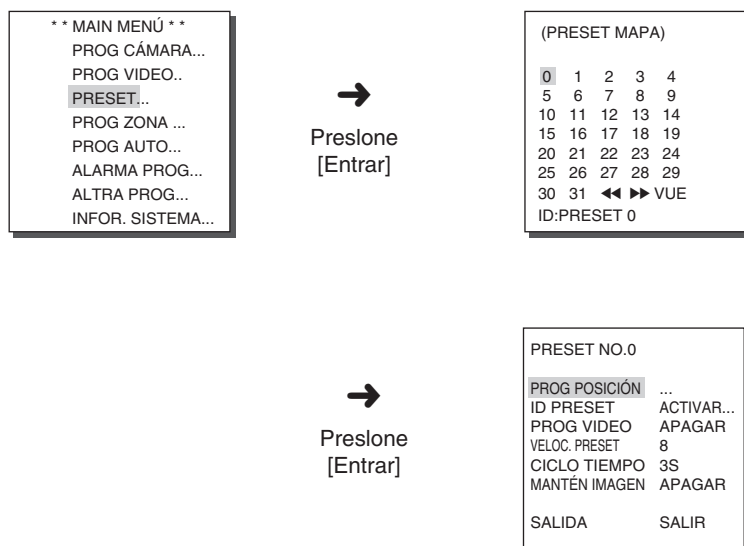 * * MAIN MENÚ * *
PROG CÁMARA...
PROG VIDEO..
PRESET...
PROG ZONA ...
PROG AUTO...
ALARMA PROG...
ALTRA PROG...
INFOR. SISTEMA...
Preslone
[Entrar]
(PRESET MAPA)
0 1 2 3 4
5 6 7 8 9
10 11 12 13 14
15 16 17 18 19
20 21 22 23 24
25 26 27 28 29
30 31 ◀◀ ▶▶ VUE
ID:PRESET 0
Preslone
[Entrar]
PRESET NO.0
PROG POSICIÓN ...
ID PRESET ACTIVAR...
PROG VIDEO APAGAR
VELOC. PRESET 8
CICLO TIEMPO 3S
MANTÉN IMAGEN APAGAR
SALIDA SALIR